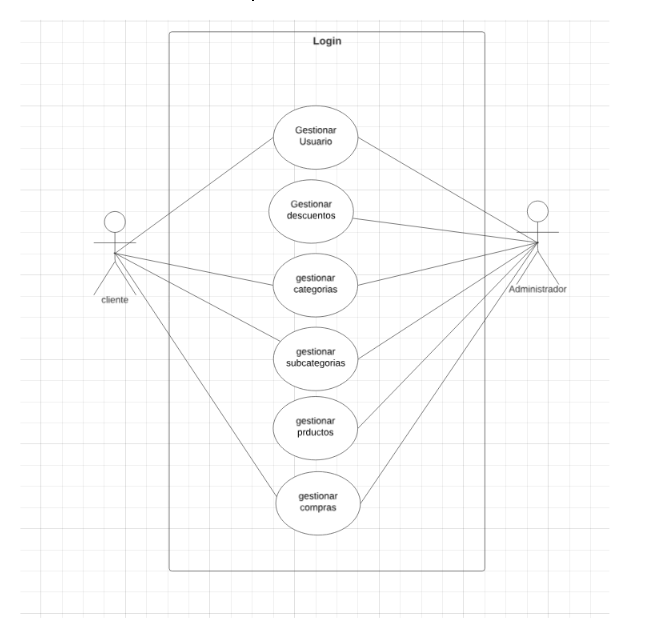 Login
Gestionar
Usuario
Gestionar
descuentos
gestionar
categorias
gestionar
subcategorias
gestionar
prductos
gestionar
compras
cliente
Administrador